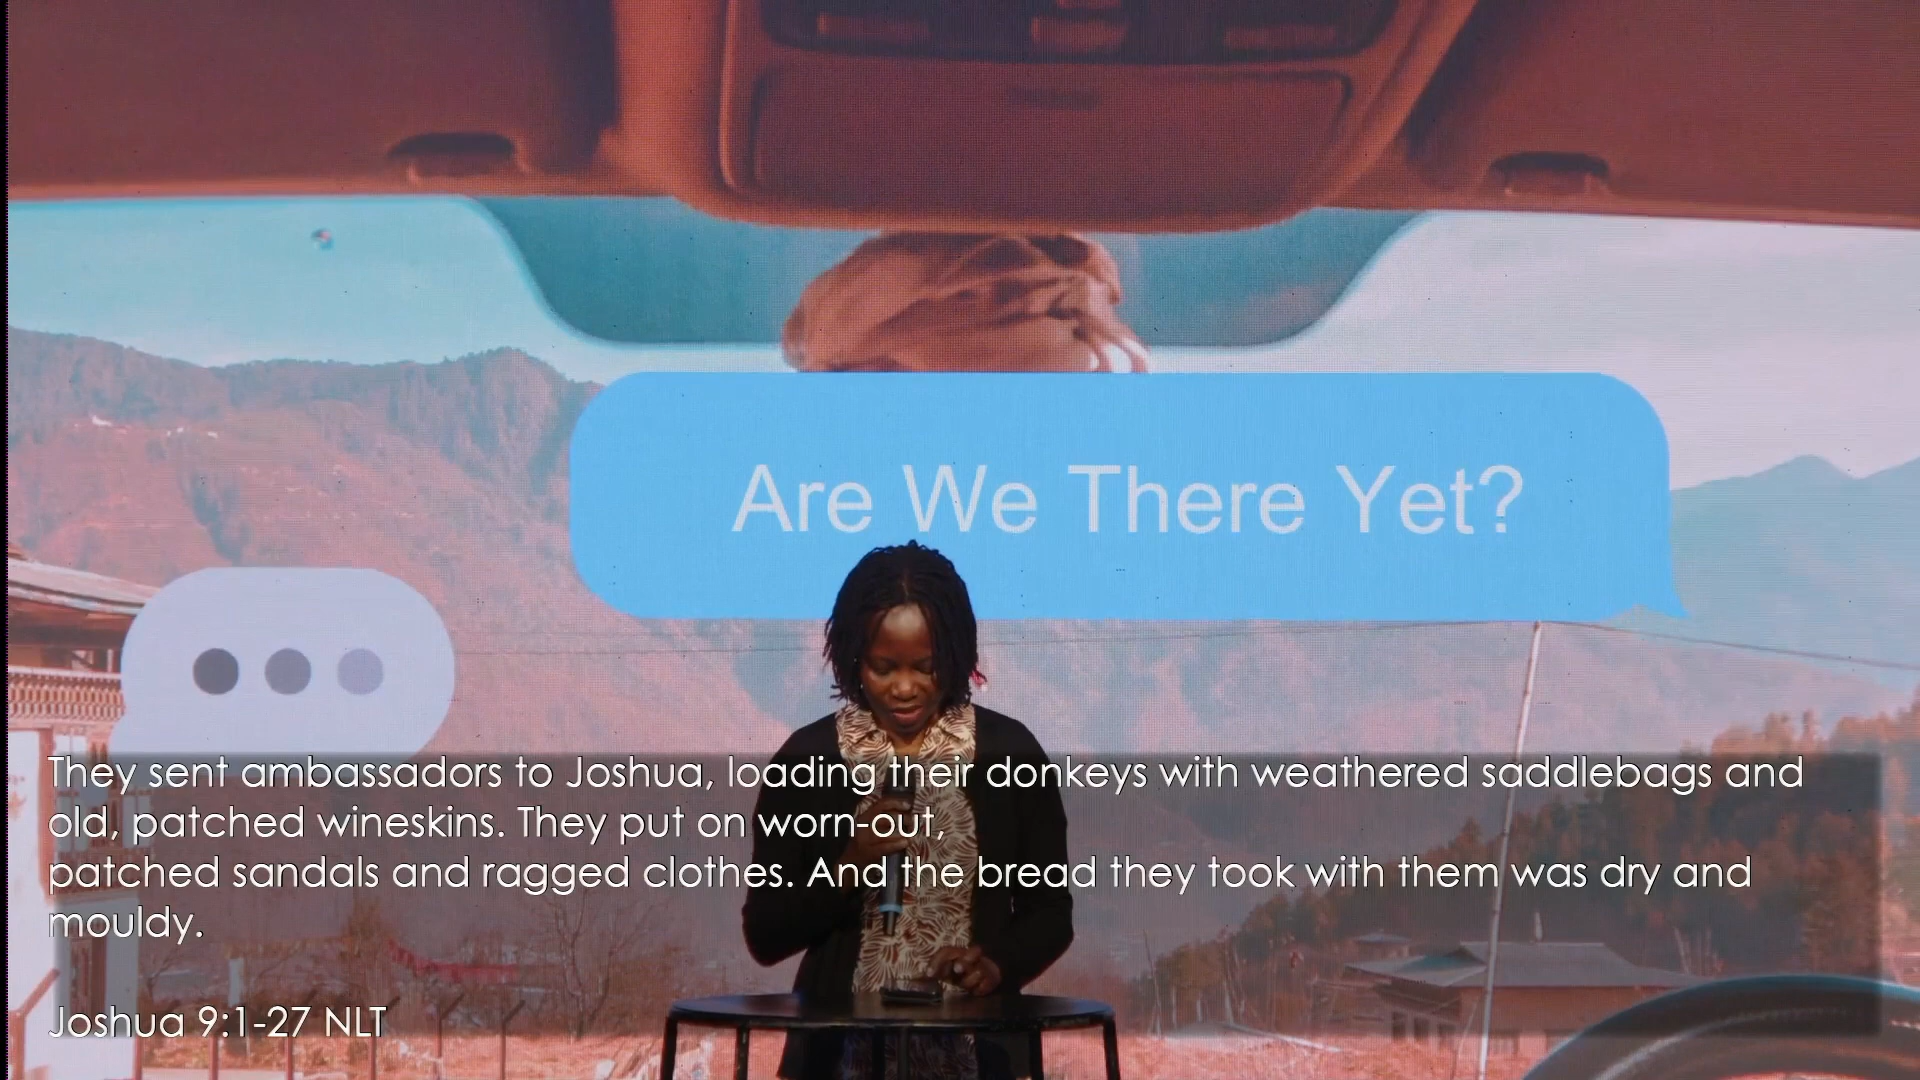 Are We There Yet?
They sent ambassadors to Joshua, loading their donkeys with weathered saddlebags and
old, patched wineskins. They put on worn-out,
patched sandals and ragged clothes. And the bread they took with them was dry and
mouldy.
Joshua 9:1-27 NLT